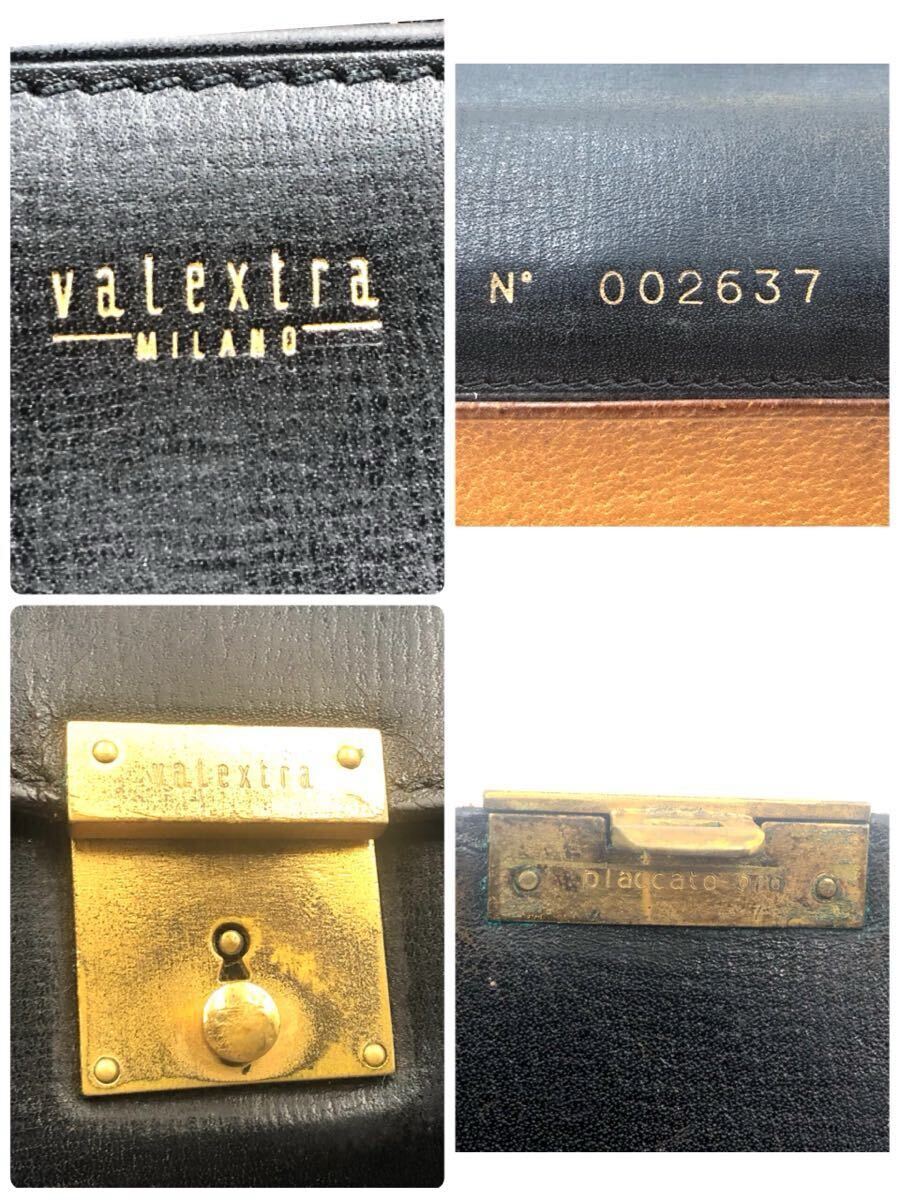 valextra
MILANO
N° 002637
valextra
placcato oro